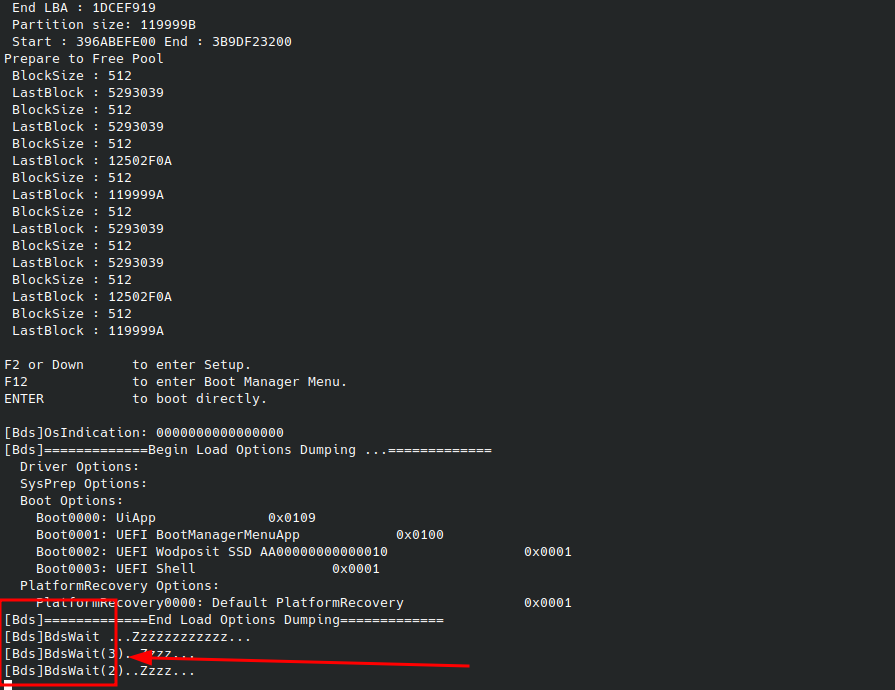 End LBA : 1DCEF919
Partition size: 119999B
Start : 396ABEFE00 End : 3B9DF23200
Prepare to Free Pool
BlockSize : 512
LastBlock : 5293039
BlockSize : 512
LastBlock : 5293039
BlockSize : 512
LastBlock : 12502F0A
BlockSize : 512
LastBlock : 119999A
BlockSize : 512
LastBlock : 5293039
BlockSize : 512
LastBlock : 5293039
BlockSize : 512
LastBlock : 12502F0A
BlockSize : 512
LastBlock : 119999A
F2 or Down      to enter Setup.
F12             to enter Boot Manager Menu.
ENTER           to boot directly.
[Bds]OsIndication: 0000000000000000
[Bds]=============Begin Load Options Dumping ...=============
Driver Options:
SysPrep Options:
Boot Options:
Boot0000: UiApp              0x0109
Boot0001: UEFI BootManagerMenuApp            0x0100
Boot0002: UEFI Wodposit SSD AA00000000000010                 0x0001
Boot0003: UEFI Shell                 0x0001
PlatformRecovery Options:
PlatformRecovery0000: Default PlatformRecovery               0x0001
[Bds]=============End Load Options Dumping=============
[Bds]BdsWait ...Zzzzzzzzzzzz...
[Bds]BdsWait(3)..Zzzz...
[Bds]BdsWait(2)..Zzzz...